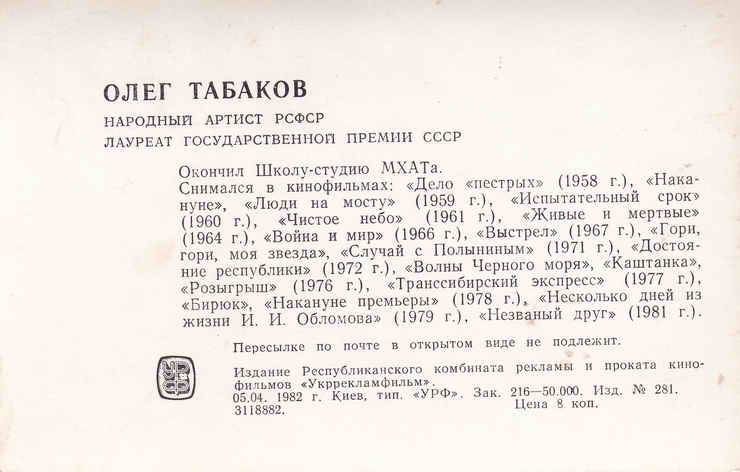 ОЛЕГ ТАБАКОВ
НАРОДНЫЙ АРТИСТ РСФСР
ЛАУРЕАТ ГОСУДАРСТВЕННОЙ ПРЕМИИ СССР
Окончил Школу-студию МХАТа.
Снимался в кинофильмах: «Дело «пестрых» (1958 г.), «Нака-
нуне», «Люди на мосту» (1959 г.), «Испытательный срок»
(1960 г.), «Чистое небо» (1961 г.), «Живые и мертвые»
(1964 г.), «Война и мир» (1966 г.), «Выстрел» (1967 г.), «Гори,
гори, моя звезда», «Случай с Полыниным» (1971 г.), «Достоя-
ние республики» (1972 г.), «Волны Черного моря», «Каштанка»,
«Розыгрыш» (1976 г.), «Транссибирский экспресс» (1977 г.),
«Бирюк», «Накануне премьеры» (1978 г.), «Несколько дней из
жизни И. И. Обломова» (1979 г.), «Незваный друг» (1981 г.).
Пересылке по почте в открытом виде не подлежит.
Издание Республиканского комбината рекламы и проката кино-
фильмов «Укррекламфильм».
05.04. 1982 г. Киев, тип. «УРФ». Зак. 216—50.000. Изд. № 281.
3118882. Цена 8 коп.